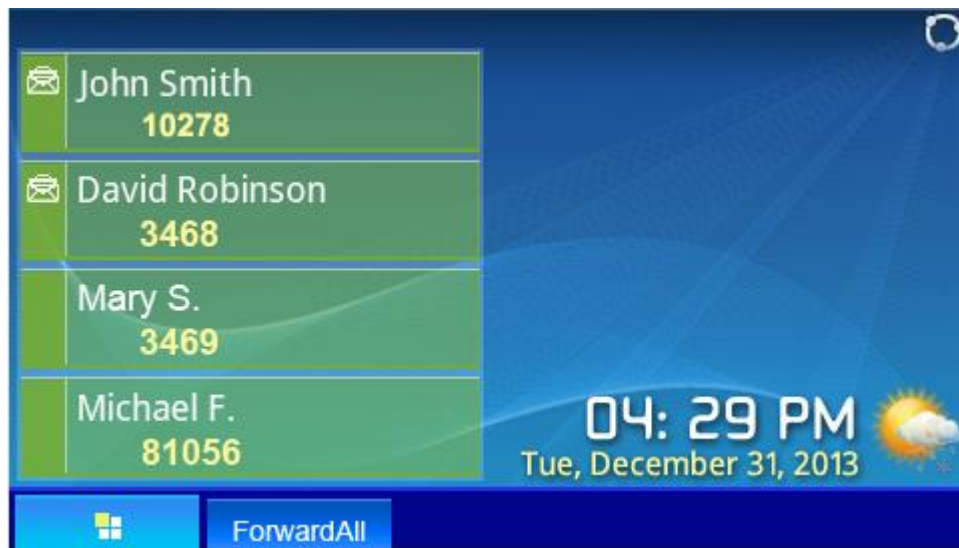 John Smith
10278
David Robinson
3468
Mary S.
3469
Michael F.
81056
04: 29 PM
Tue, December 31, 2013
ForwardAll